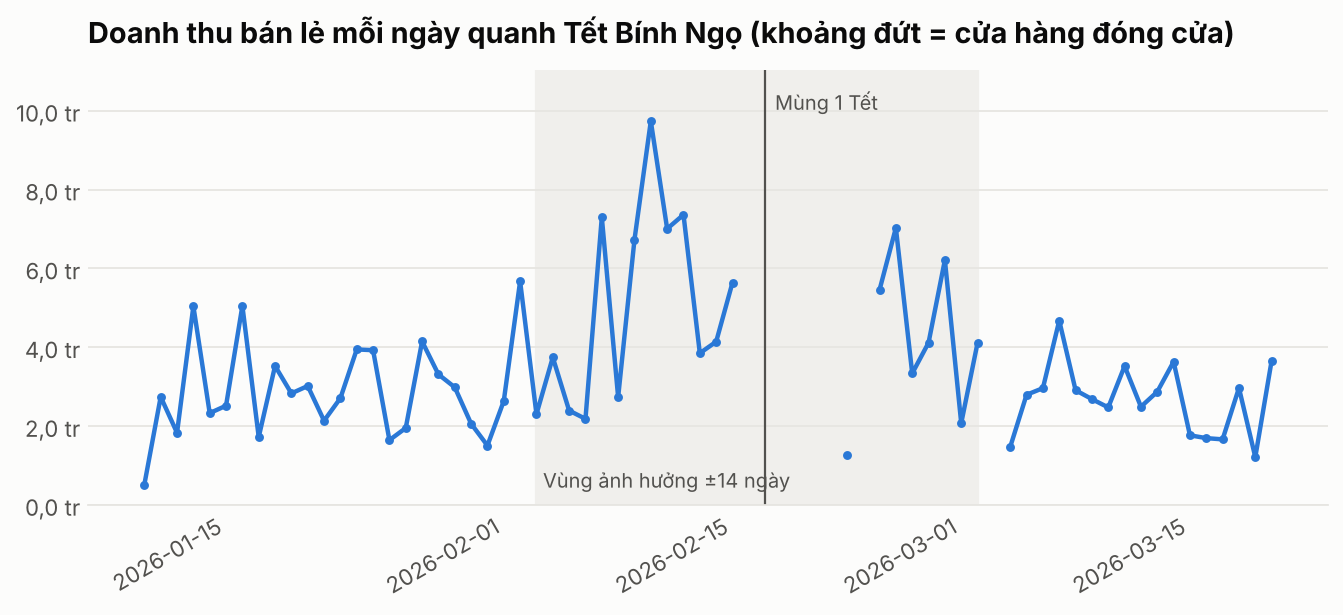 Doanh thu bán lẻ mỗi ngày quanh Tết Bính Ngọ (khoảng đứt = cửa hàng đóng cửa)
10,0 tr
8,0 tr
6,0 tr
4,0 tr
2,0 tr
0,0 tr
Mùng 1 Tết
Vùng ảnh hưởng ±14 ngày
2026-01-15
2026-02-01
2026-02-15
2026-03-01
2026-03-15